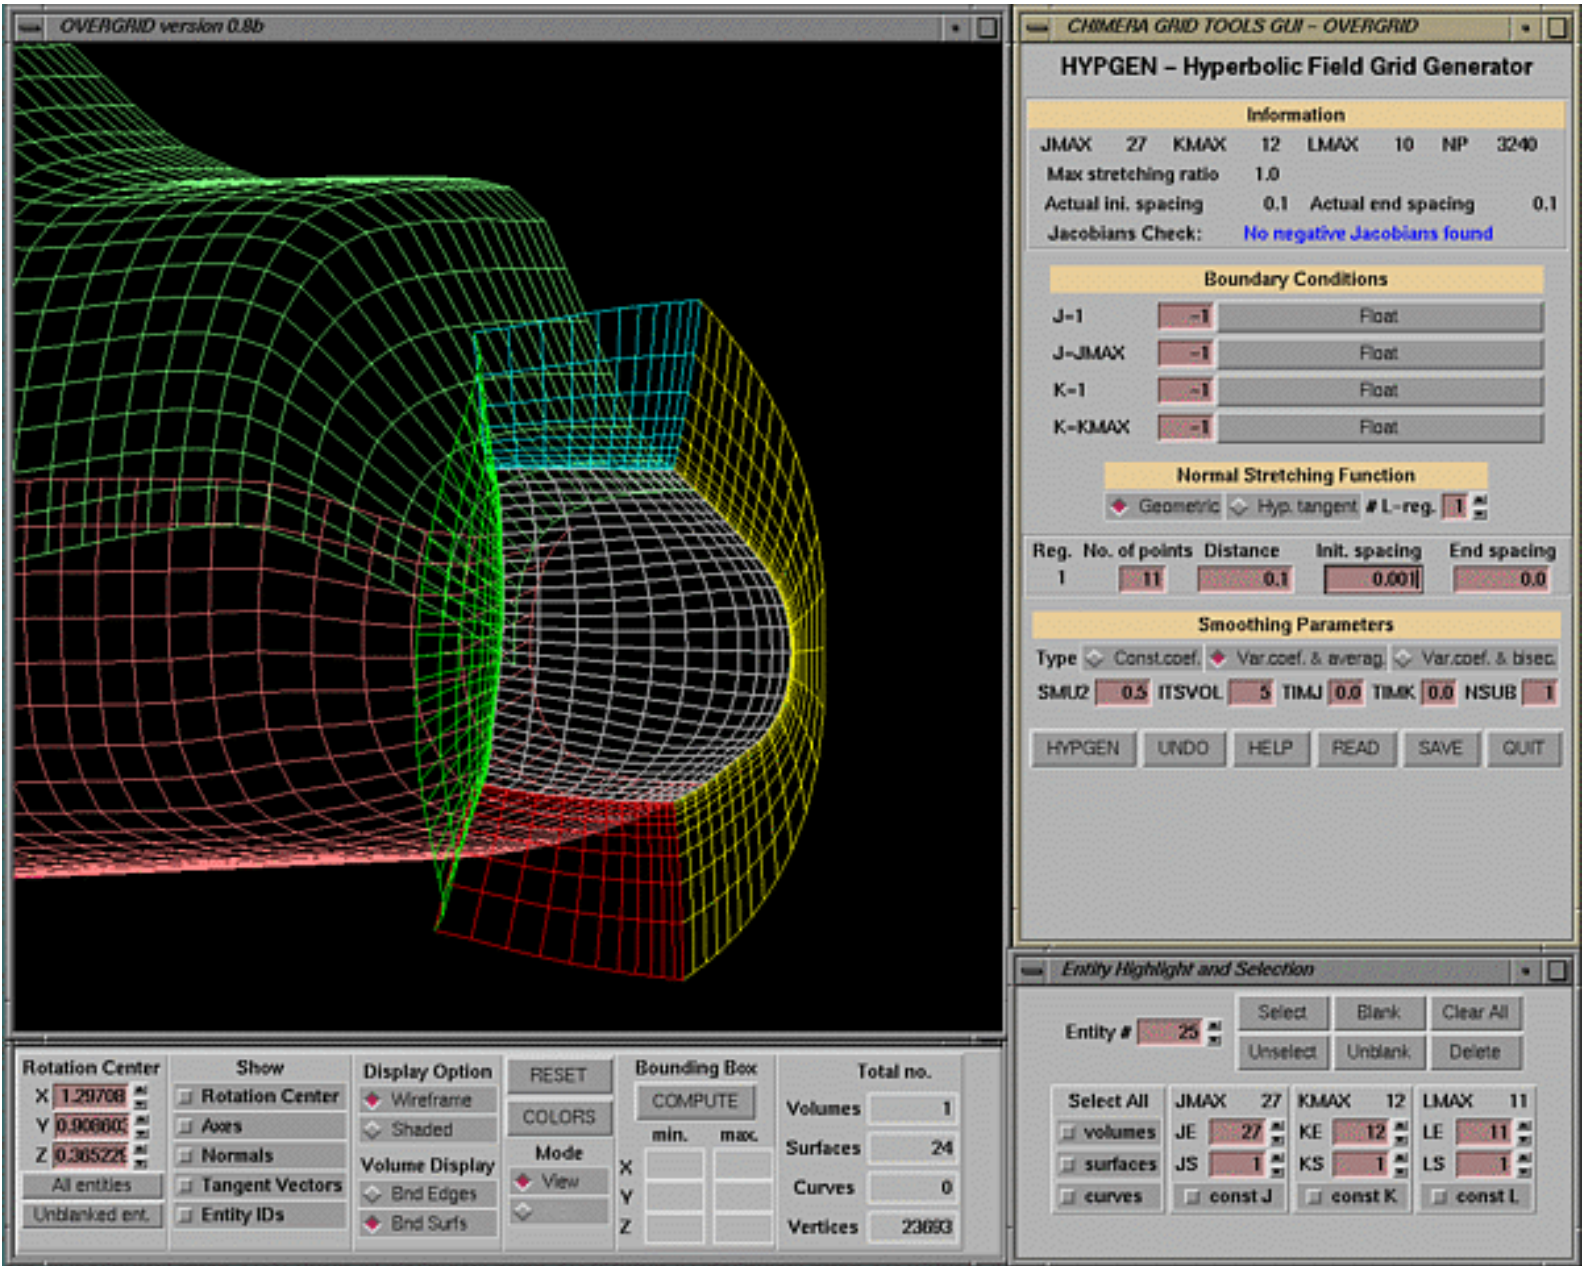 OVERGRID version 0.8b
CHIMERA GRID TOOLS GUI - OVERGRID
HYPGEN - Hyperbolic Field Grid Generator
Information
JMAX 27 KMAX 12 LMAX 10 NP 3240
Max stretching ratio 1.0
Actual ini. spacing 0.1 Actual end spacing 0.1
Jacobians Check: No negative Jacobians found
Boundary Conditions
J=1 -1 Float
J=JMAX -1 Float
K=1 -1 Float
K=KMAX -1 Float
Normal Stretching Function
Geometric Hyp. tangent # L-reg. 1
Reg. No. of points Distance Init. spacing End spacing
1 11 0.1 0.001 0.0
Smoothing Parameters
Type Const.coef. Var.coef. & averag. Var.coef. & bisec.
SMU2 0.5 ITSVOL 5 TIMJ 0.0 TIMK 0.0 NSUB 1
HYPGEN UNDO HELP READ SAVE QUIT
Entity Highlight and Selection
Entity # 25 Select Blank Clear All
Unselect Unblank Delete
Select All JMAX 27 KMAX 12 LMAX 11
volumes JE 27 KE 12 LE 11
surfaces JS 1 KS 1 LS 1
curves const J const K const L
Rotation Center
X 1.29708
Y 0.90860
Z 0.36522
All entities
Unblanked ent.
Show
Rotation Center
Axes
Normals
Tangent Vectors
Entity IDs
Display Option
Wireframe
Shaded
Volume Display
Bnd Edges
Bnd Surfs
RESET
COLORS
Mode
View
Bounding Box
COMPUTE
min. max.
X
Y
Z
Total no.
Volumes 1
Surfaces 24
Curves 0
Vertices 23693